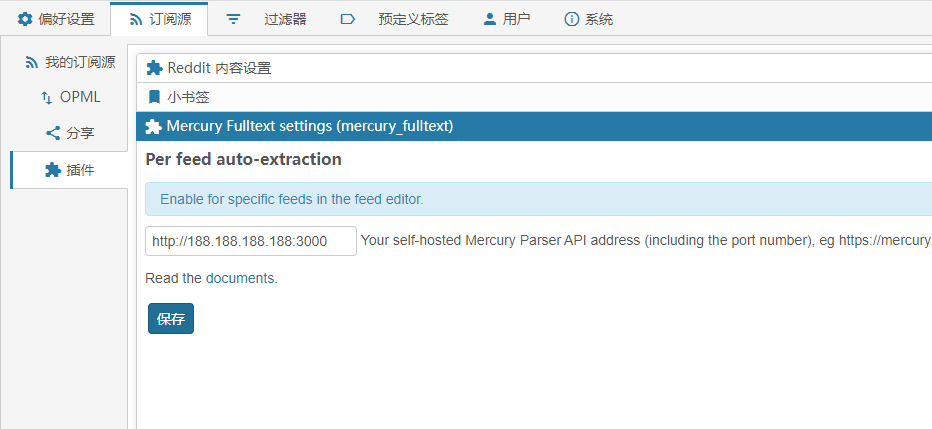 偏好设置 订阅源 过滤器 预定义标签 用户 系统
我的订阅源
OPML
分享
插件
Reddit 内容设置
小书签
Mercury Fulltext settings (mercury_fulltext)
Per feed auto-extraction
Enable for specific feeds in the feed editor.
http://188.188.188.188:3000 Your self-hosted Mercury Parser API address (including the port number), eg https://mercury.
Read the documents.
保存